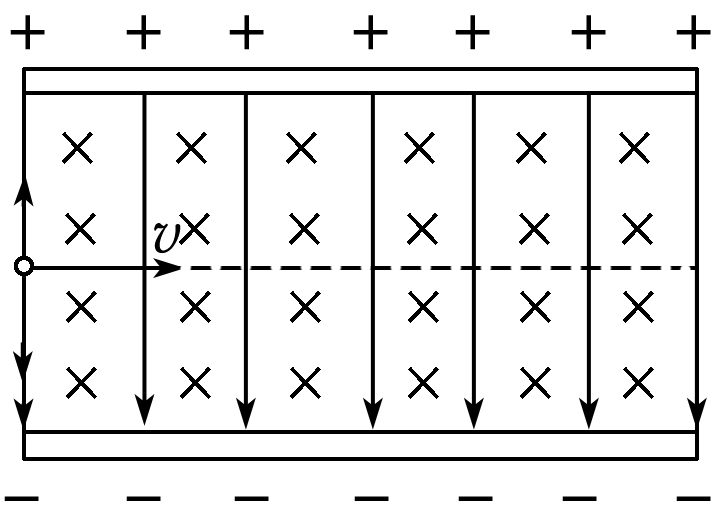 + + + + + + +
v
− − − − − − −